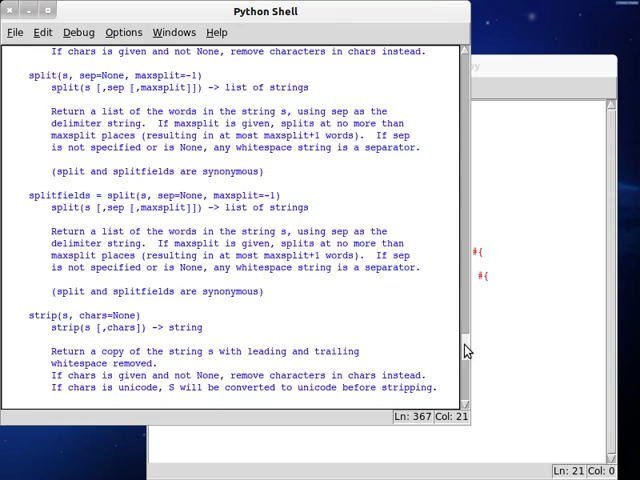 Python Shell
File Edit Debug Options Windows Help
If chars is given and not None, remove characters in chars instead.
split(s, sep=None, maxsplit=-1)
split(s [,sep [,maxsplit]]) -> list of strings
Return a list of the words in the string s, using sep as the
delimiter string.  If maxsplit is given, splits at no more than
maxsplit places (resulting in at most maxsplit+1 words).  If sep
is not specified or is None, any whitespace string is a separator.
(split and splitfields are synonymous)
splitfields = split(s, sep=None, maxsplit=-1)
split(s [,sep [,maxsplit]]) -> list of strings
Return a list of the words in the string s, using sep as the
delimiter string.  If maxsplit is given, splits at no more than
maxsplit places (resulting in at most maxsplit+1 words).  If sep
is not specified or is None, any whitespace string is a separator.
(split and splitfields are synonymous)
strip(s, chars=None)
strip(s [,chars]) -> string
Return a copy of the string s with leading and trailing
whitespace removed.
If chars is given and not None, remove characters in chars instead.
If chars is unicode, S will be converted to unicode before stripping.
Ln: 367 Col: 21
#{
#{
Ln: 21 Col: 0